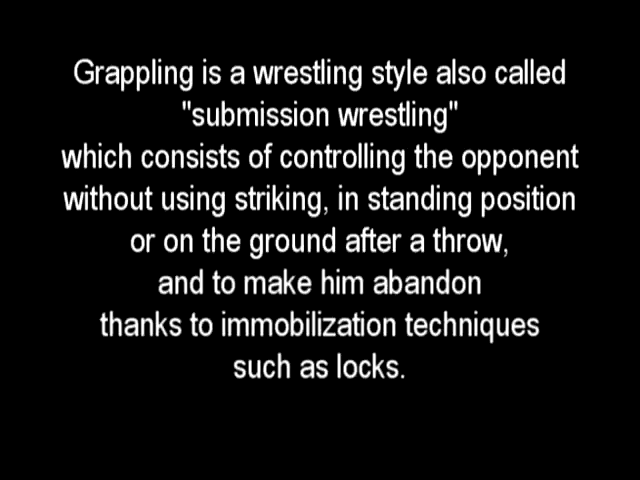 Grappling is a wrestling style also called
"submission wrestling"
which consists of controlling the opponent
without using striking, in standing position
or on the ground after a throw,
and to make him abandon
thanks to immobilization techniques
such as locks.